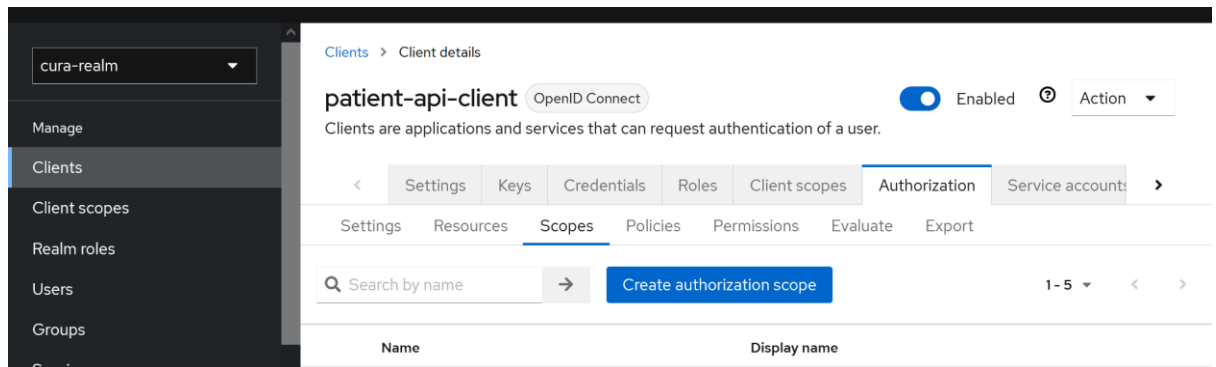 cura-realm
Manage
Clients
Client scopes
Realm roles
Users
Groups
Clients > Client details
patient-api-client OpenID Connect
Enabled
Action
Clients are applications and services that can request authentication of a user.
Settings Keys Credentials Roles Client scopes Authorization Service accounts
Settings Resources Scopes Policies Permissions Evaluate Export
Search by name
Create authorization scope
1 - 5
Name Display name